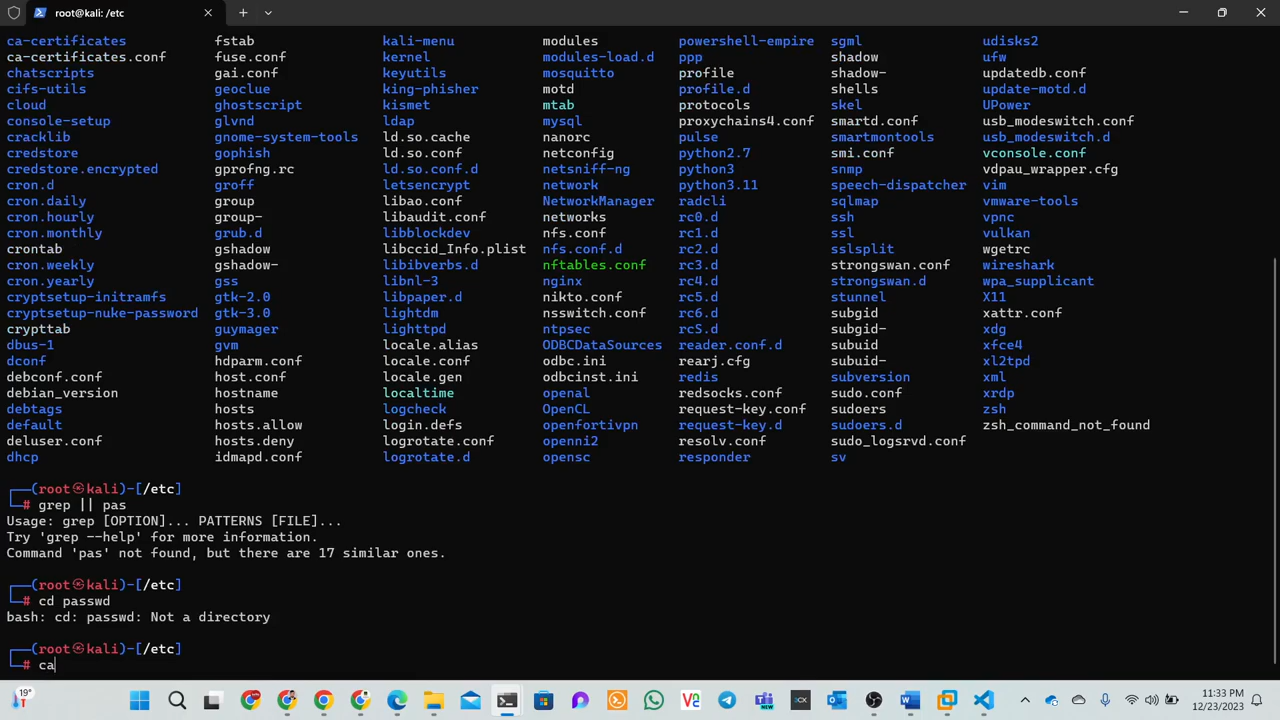 root@kali: /etc
ca-certificates fstab kali-menu modules powershell-empire sgml udisks2
ca-certificates.conf fuse.conf kernel modules-load.d ppp shadow ufw
chatscripts gai.conf keyutils mosquitto profile shadow- updatedb.conf
cifs-utils geoclue king-phisher motd profile.d shells update-motd.d
cloud ghostscript kismet mtab protocols skel UPower
console-setup glvnd ldap mysql proxychains4.conf smartd.conf usb_modeswitch.conf
cracklib gnome-system-tools ld.so.cache nanorc pulse smartmontools usb_modeswitch.d
credstore gophish ld.so.conf netconfig python2.7 smi.conf vconsole.conf
credstore.encrypted gprofng.rc ld.so.conf.d netsniff-ng python3 snmp vdpau_wrapper.cfg
cron.d groff letsencrypt network python3.11 speech-dispatcher vim
cron.daily group libao.conf NetworkManager radcli sqlmap vmware-tools
cron.hourly group- libaudit.conf networks rc0.d ssh vpnc
cron.monthly grub.d libblockdev nfs.conf rc1.d ssl vulkan
crontab gshadow libccid_Info.plist nfs.conf.d rc2.d sslsplit wgetrc
cron.weekly gshadow- libibverbs.d nftables.conf rc3.d strongswan.conf wireshark
cron.yearly gss libnl-3 nginx rc4.d strongswan.d wpa_supplicant
cryptsetup-initramfs gtk-2.0 libpaper.d nikto.conf rc5.d stunnel X11
cryptsetup-nuke-password gtk-3.0 lightdm nsswitch.conf rc6.d subgid xattr.conf
crypttab guymager lighttpd ntpsec rcS.d subgid- xdg
dbus-1 gvm locale.alias ODBCDataSources reader.conf.d subuid xfce4
dconf hdparm.conf locale.conf odbc.ini rearj.cfg subuid- xl2tpd
debconf.conf host.conf locale.gen odbcinst.ini redis subversion xml
debian_version hostname localtime openal redsocks.conf sudo.conf xrdp
debtags hosts logcheck OpenCL request-key.conf sudoers zsh
default hosts.allow login.defs openfortivpn request-key.d sudoers.d zsh_command_not_found
deluser.conf hosts.deny logrotate.conf openni2 resolv.conf sudo_logsrvd.conf
dhcp idmapd.conf logrotate.d opensc responder sv
┌──(root㉿kali)-[/etc]
└─# grep || pas
Usage: grep [OPTION]... PATTERNS [FILE]...
Try 'grep --help' for more information.
Command 'pas' not found, but there are 17 similar ones.
┌──(root㉿kali)-[/etc]
└─# cd passwd
bash: cd: passwd: Not a directory
┌──(root㉿kali)-[/etc]
└─# ca
19°
11:33 PM
12/23/2023